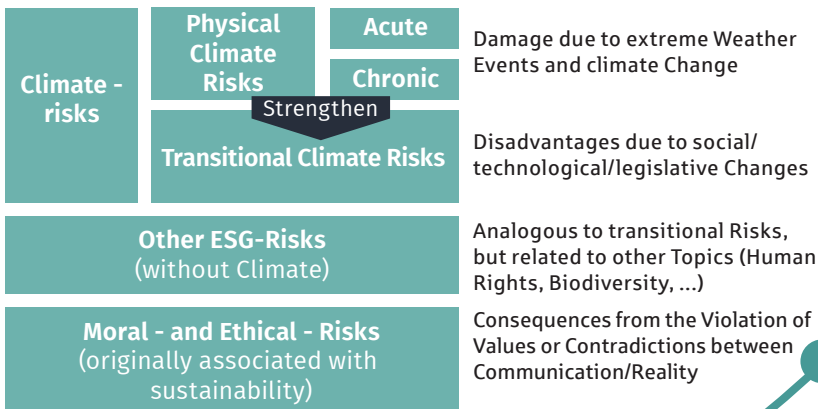 Climate -
risks
Physical
Climate
Risks
Acute
Chronic
Damage due to extreme Weather
Events and climate Change
Strengthen
Transitional Climate Risks
Disadvantages due to social/
technological/legislative Changes
Other ESG-Risks
(without Climate)
Analogous to transitional Risks,
but related to other Topics (Human
Rights, Biodiversity, ...)
Moral - and Ethical - Risks
(originally associated with
sustainability)
Consequences from the Violation of
Values or Contradictions between
Communication/Reality